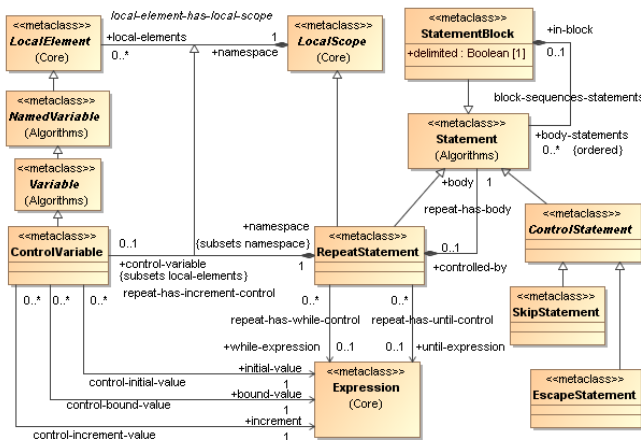 <<metaclass>>
LocalElement
(Core)
local-element-has-local-scope
+local-elements
0..*
1
+namespace
<<metaclass>>
LocalScope
(Core)
<<metaclass>>
StatementBlock
+delimited : Boolean [1]
+in-block
0..1
block-sequences-statements
<<metaclass>>
NamedVariable
(Algorithms)
<<metaclass>>
Statement
(Algorithms)
+body-statements
0..* {ordered}
<<metaclass>>
Variable
(Algorithms)
+body
1
repeat-has-body
<<metaclass>>
ControlStatement
<<metaclass>>
ControlVariable
0..1
+control-variable
{subsets local-elements}
repeat-has-increment-control
+namespace
{subsets namespace}
1
<<metaclass>>
RepeatStatement
0..1
+controlled-by
0..*
0..*
0..*
0..*
0..*
<<metaclass>>
SkipStatement
repeat-has-while-control
repeat-has-until-control
+while-expression
0..1
0..1
+until-expression
<<metaclass>>
Expression
(Core)
<<metaclass>>
EscapeStatement
+initial-value
1
control-initial-value
+bound-value
1
control-bound-value
+increment
1
control-increment-value